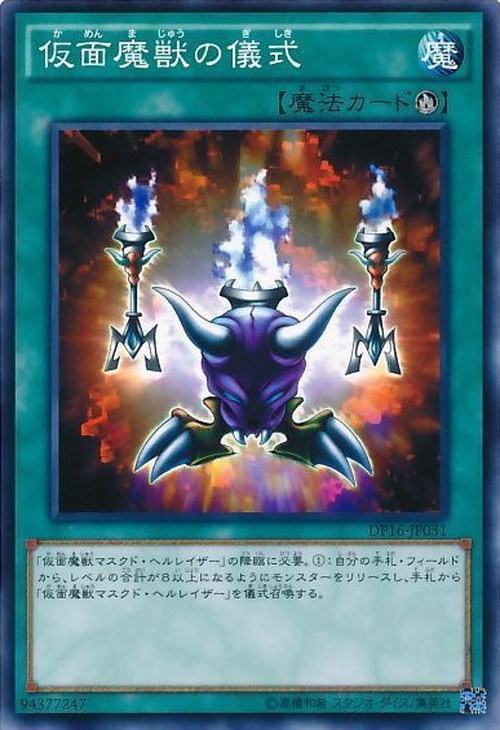 仮面魔獣の儀式
魔
【魔法カード】
DP16-JP031
「仮面魔獣マスクド・ヘルレイザー」の降臨に必要。①:自分の手札・フィールド
から、レベルの合計が8以上になるようにモンスターをリリースし、手札から
「仮面魔獣マスクド・ヘルレイザー」を儀式召喚する。
94377247
©高橋和希 スタジオ・ダイス/集英社